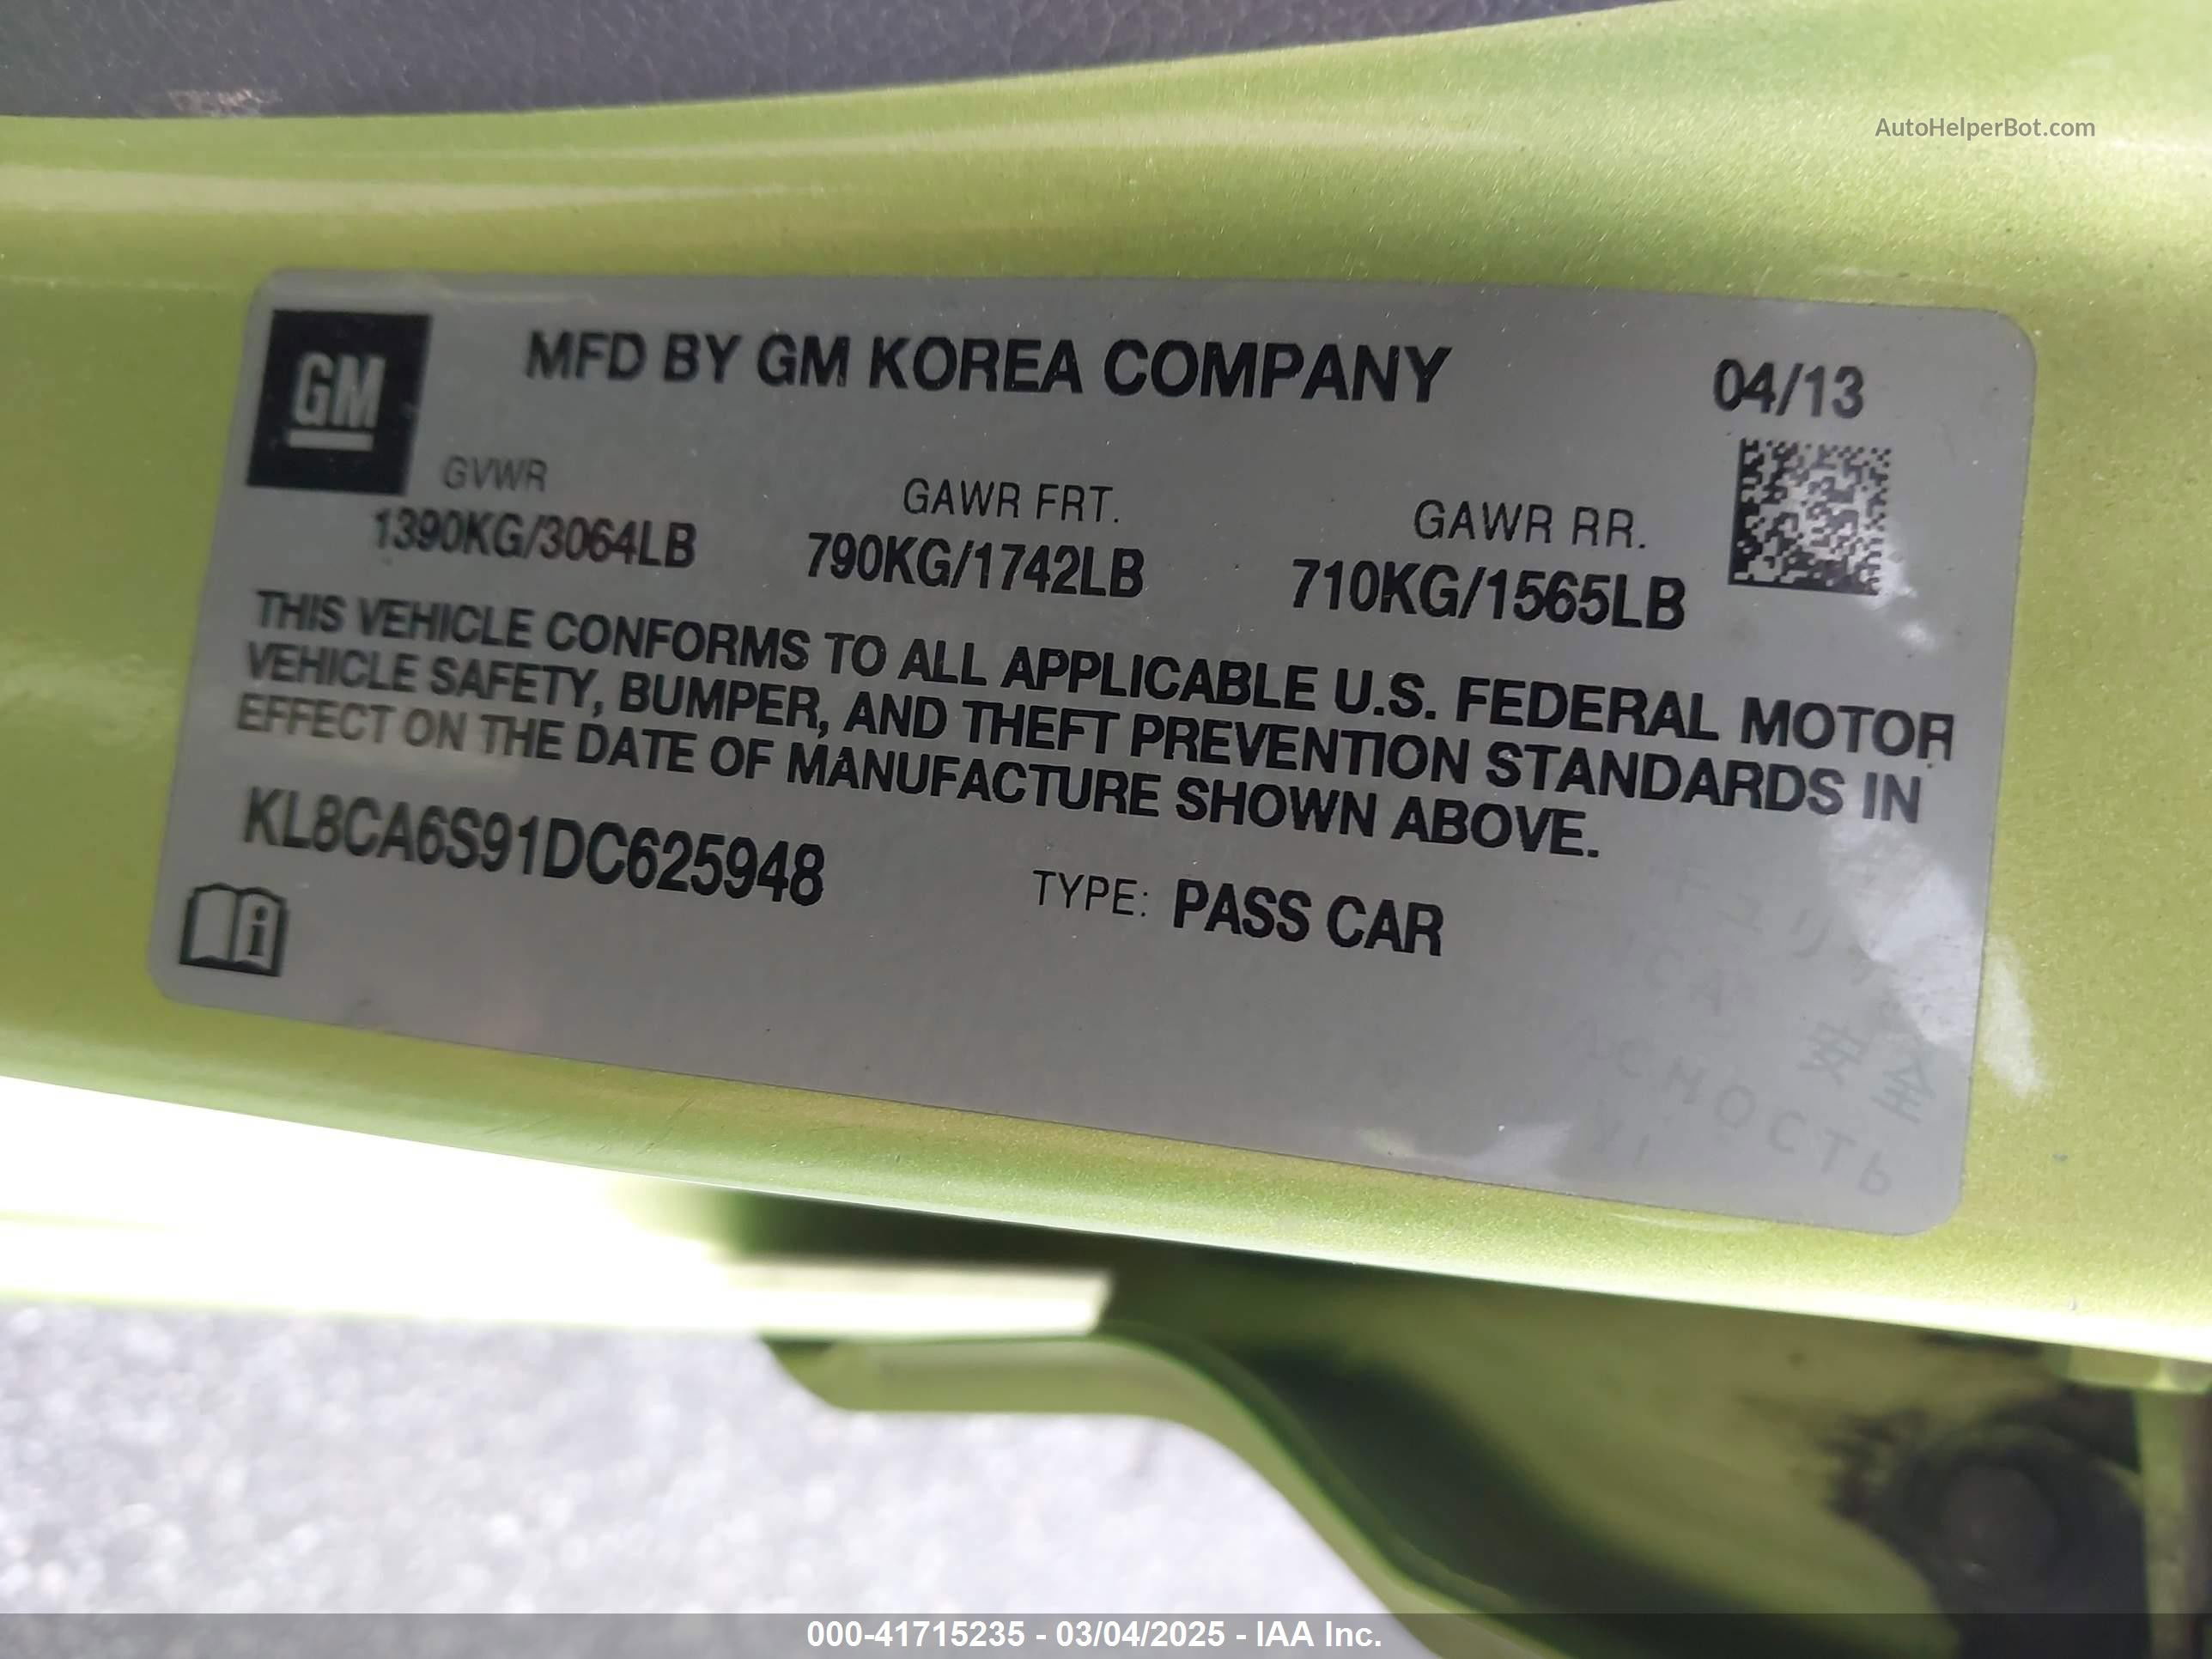 AutoHelperBot.com
GM
MFD BY GM KOREA COMPANY
04/13
GVWR
GAWR FRT.
GAWR RR.
1390KG/3064LB
790KG/1742LB
710KG/1565LB
THIS VEHICLE CONFORMS TO ALL APPLICABLE U.S. FEDERAL MOTOR
VEHICLE SAFETY, BUMPER, AND THEFT PREVENTION STANDARDS IN
EFFECT ON THE DATE OF MANUFACTURE SHOWN ABOVE.
KL8CA6S91DC625948
TYPE: PASS CAR
i
安全
000-41715235 - 03/04/2025 - IAA Inc.